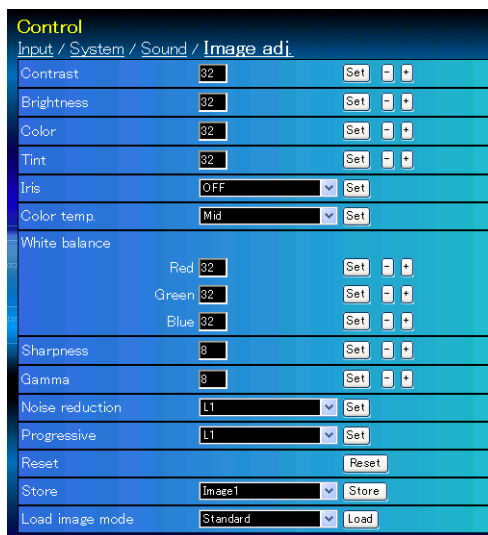 Control
Input / System / Sound / Image adj.
Contrast 32 Set - +
Brightness 32 Set - +
Color 32 Set - +
Tint 32 Set - +
Iris OFF Set
Color temp. Mid Set
White balance
Red 32 Set - +
Green 32 Set - +
Blue 32 Set - +
Sharpness 8 Set - +
Gamma 8 Set - +
Noise reduction L1 Set
Progressive L1 Set
Reset Reset
Store Image1 Store
Load image mode Standard Load